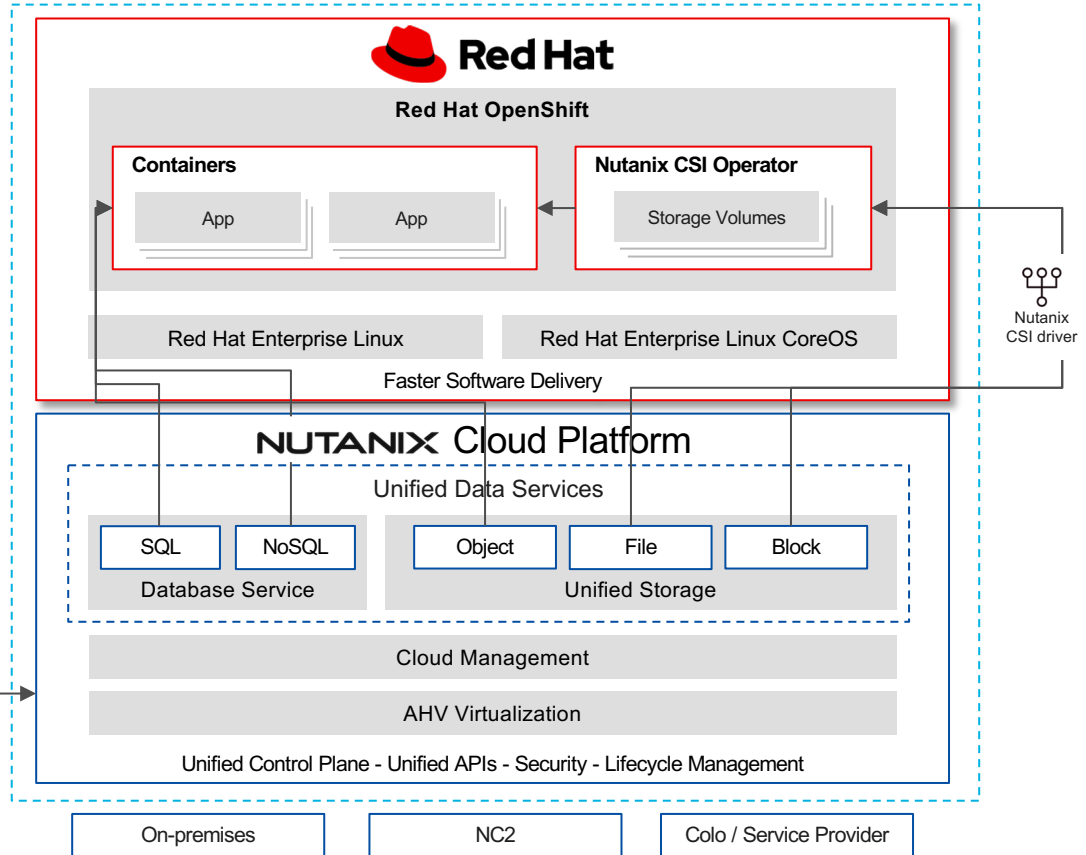 Red Hat
Red Hat OpenShift
Containers
Nutanix CSI Operator
App
App
Storage Volumes
Nutanix
CSI driver
Red Hat Enterprise Linux
Red Hat Enterprise Linux CoreOS
Faster Software Delivery
NUTANIX Cloud Platform
Unified Data Services
SQL
NoSQL
Object
File
Block
Database Service
Unified Storage
Cloud Management
AHV Virtualization
Unified Control Plane - Unified APIs - Security - Lifecycle Management
On-premises
NC2
Colo / Service Provider